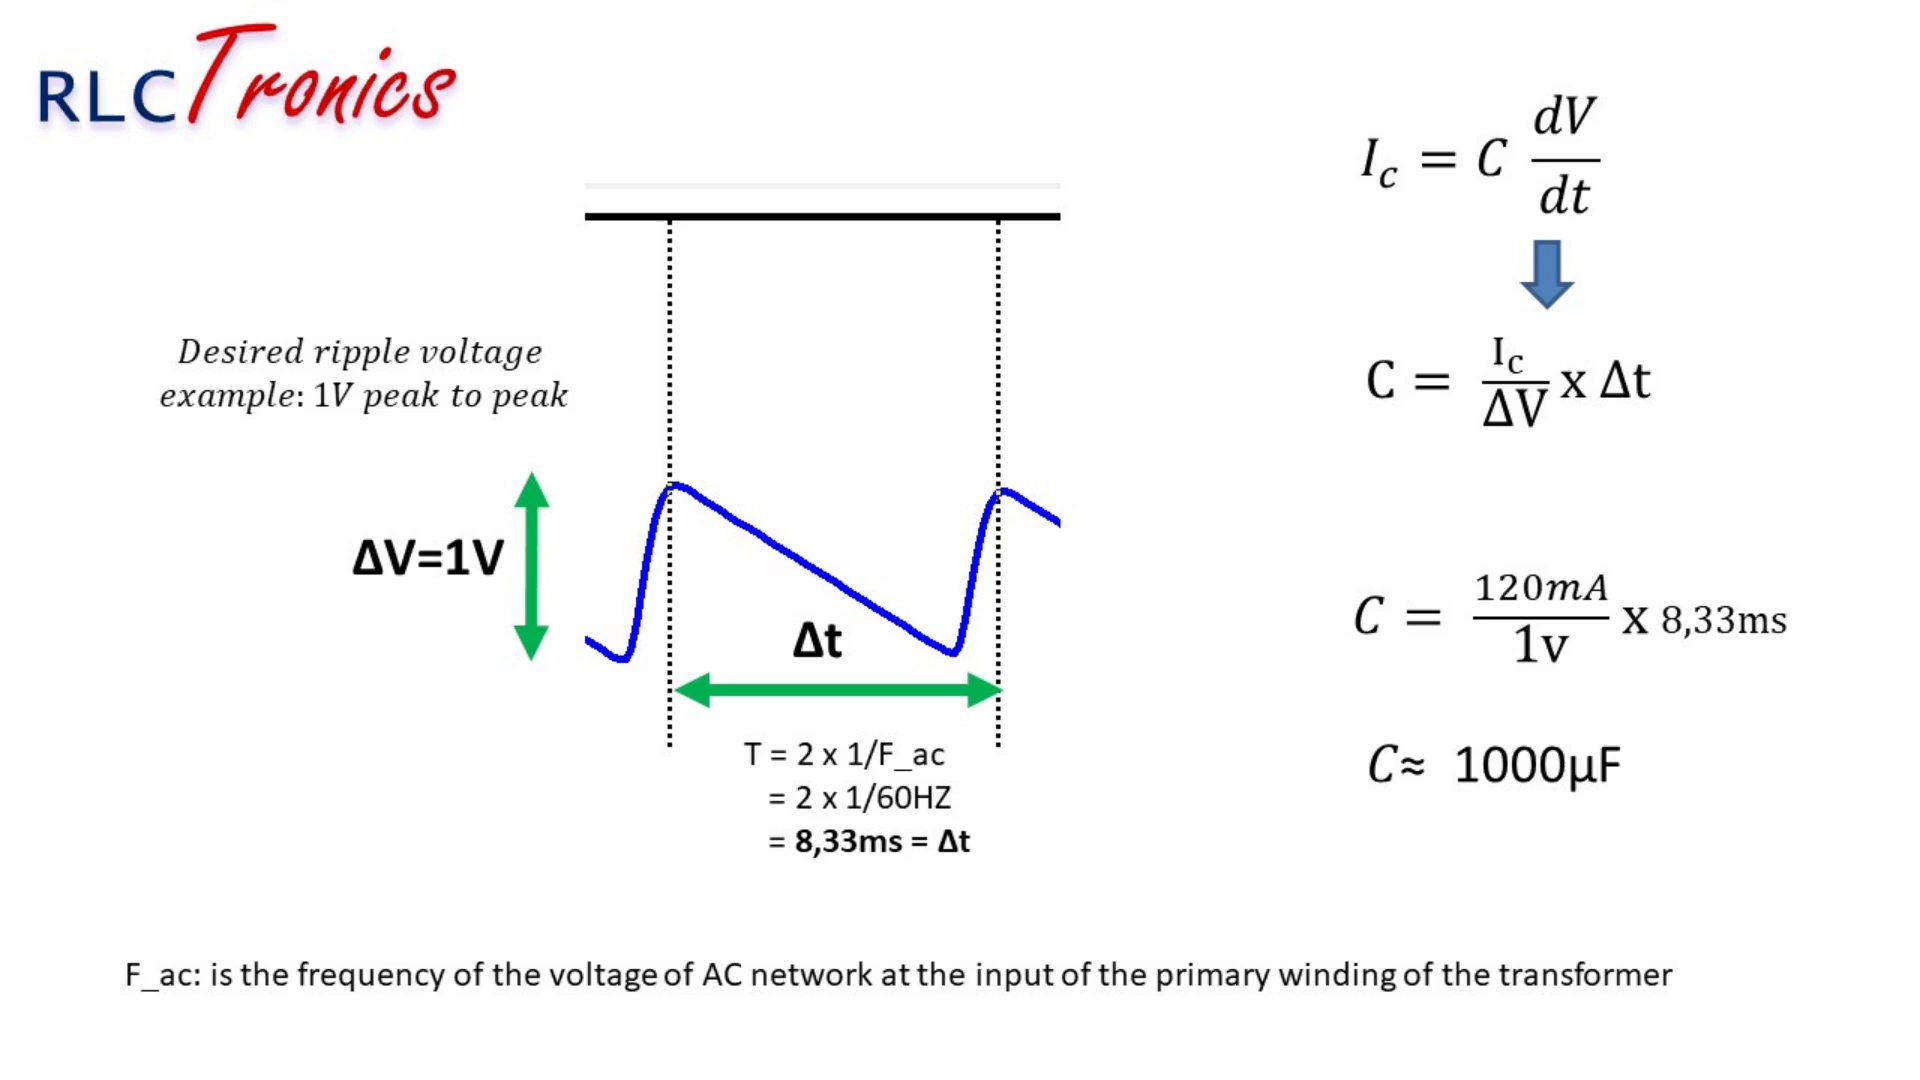 RLCTronics
I_c = C dV/dt
Desired ripple voltage
example: 1V peak to peak
C = I_c/ΔV x Δt
ΔV=1V
Δt
C = 120mA/1v x 8,33ms
T = 2 x 1/F_ac
= 2 x 1/60HZ
= 8,33ms = Δt
C≈ 1000µF
F_ac: is the frequency of the voltage of AC network at the input of the primary winding of the transformer